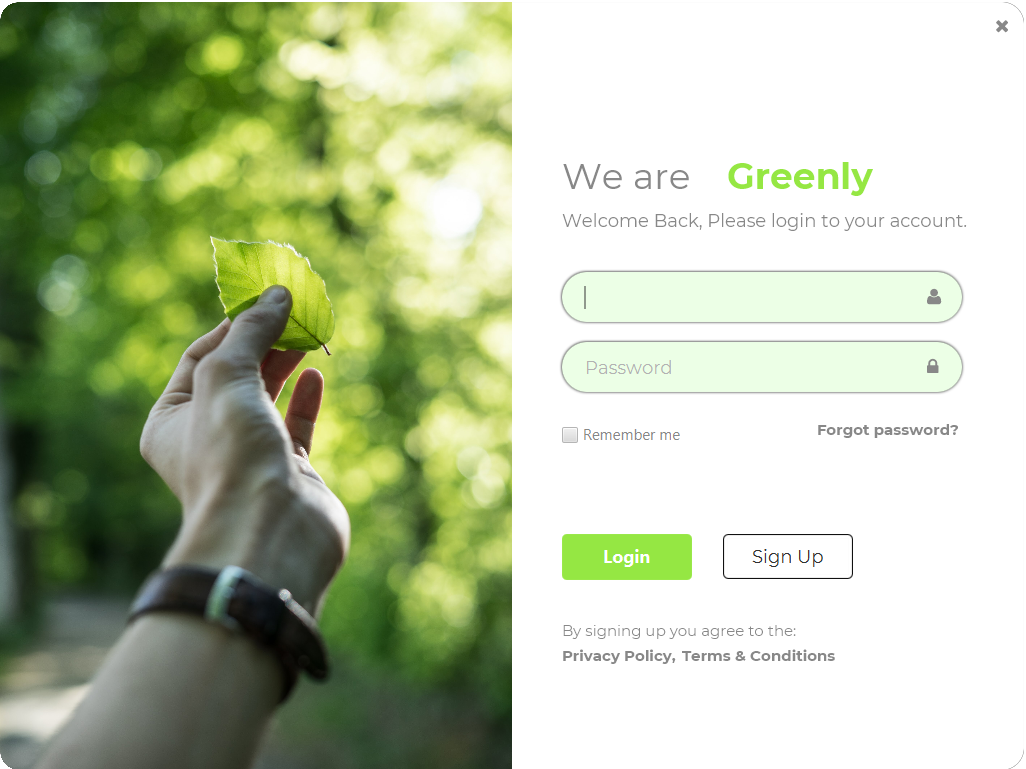 We are Greenly
Welcome Back, Please login to your account.
Password
Remember me
Forgot password?
Login
Sign Up
By signing up you agree to the:
Privacy Policy, Terms & Conditions